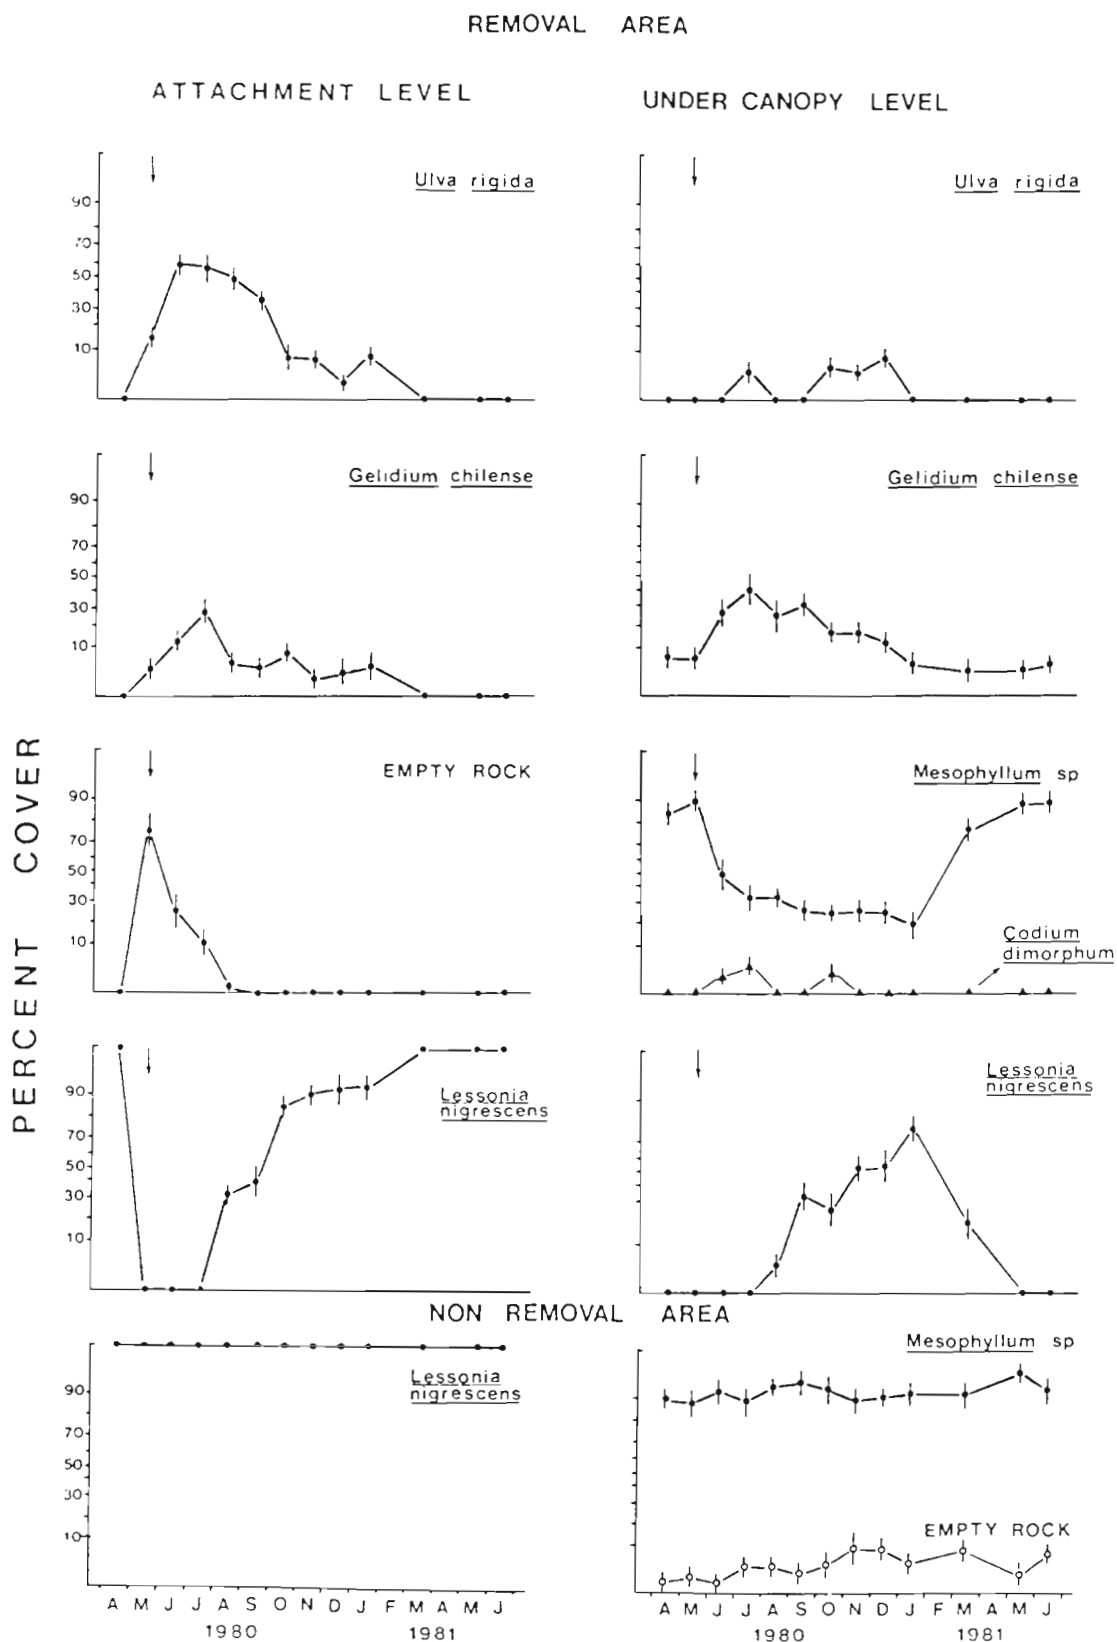 REMOVAL AREA
ATTACHMENT LEVEL
UNDER CANOPY LEVEL
PERCENT COVER
Ulva rigida
90
70
50
30
10
Ulva rigida
Gelidium chilense
90
70
50
30
10
Gelidium chilense
EMPTY ROCK
90
70
50
30
10
Mesophyllum sp
Codium
dimorphum
Lessonia
nigrescens
90
70
50
30
10
Lessonia
nigrescens
NON REMOVAL AREA
Lessonia
nigrescens
90
70
50
30
10
Mesophyllum sp
EMPTY ROCK
A M J J A S O N D J F M A M J
1980 1981
A M J J A S O N D J F M A M J
1980 1981